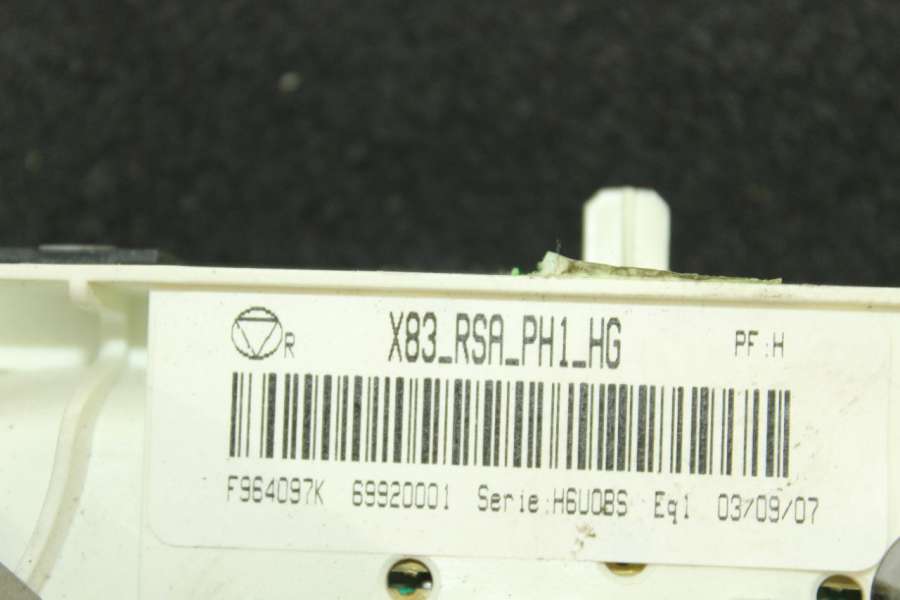 R X83_RSA_PH1_HG PF:H
F964097K 69920001 Serie:H6U08S Eq1 03/09/07